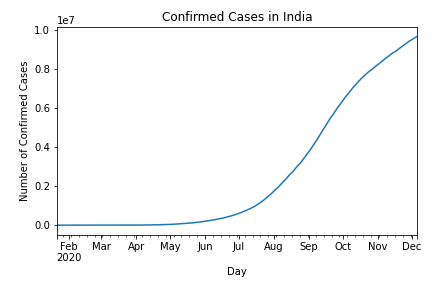 Confirmed Cases in India
1e7
1.0
0.8
0.6
0.4
0.2
0.0
Number of Confirmed Cases
Feb Mar Apr May Jun Jul Aug Sep Oct Nov Dec
2020
Day